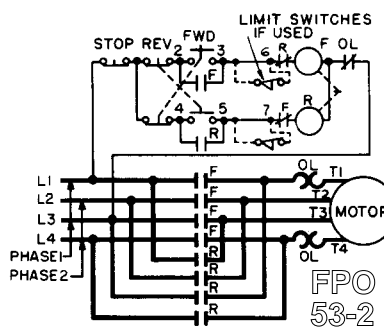 LIMIT SWITCHES
IF USED
STOP REV 2 FWD 3 6 R F OL
F
R
4 5 7 F
R
L1 F OL T1
L2 F T2
L3 F T3 MOTOR
L4 F OL T4
PHASE1 R
PHASE2 R
R
R
FPO
53-2